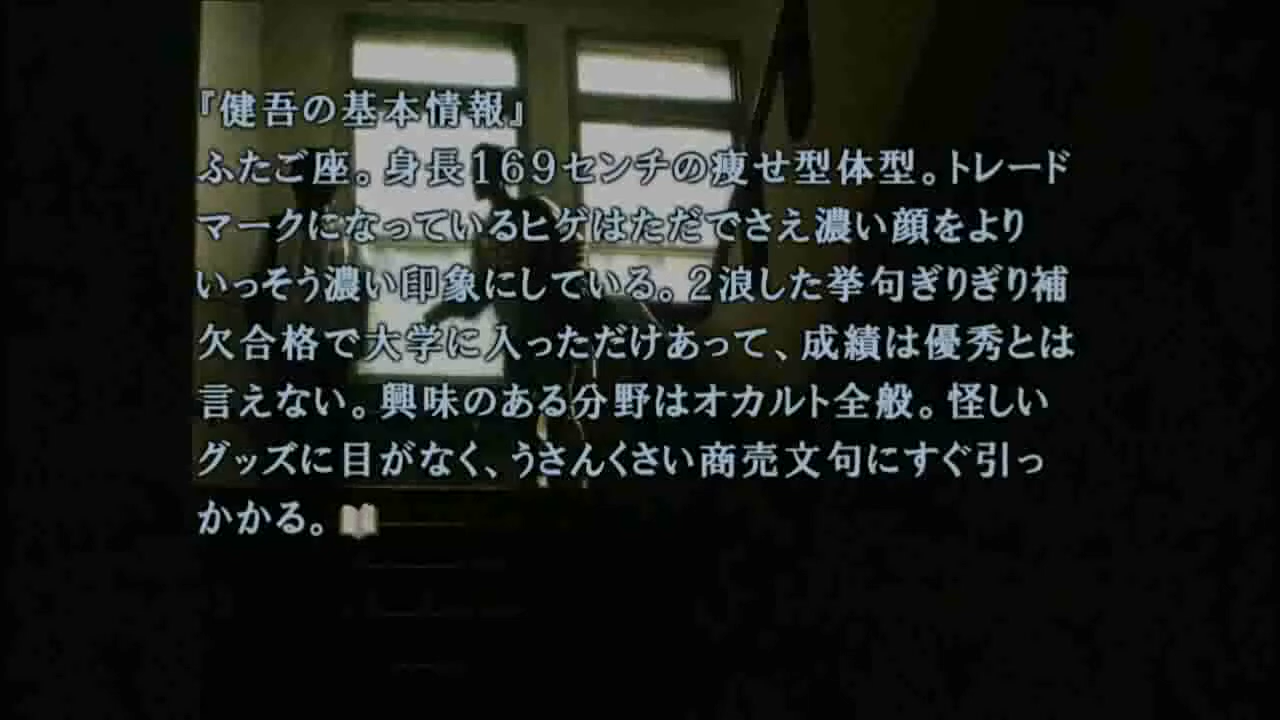 『健吾の基本情報』
ふたご座。身長１６９センチの痩せ型体型。トレード
マークになっているヒゲはただでさえ濃い顔をより
いっそう濃い印象にしている。２浪した挙句ぎりぎり補
欠合格で大学に入っただけあって、成績は優秀とは
言えない。興味のある分野はオカルト全般。怪しい
グッズに目がなく、うさんくさい商売文句にすぐ引っ
かかる。